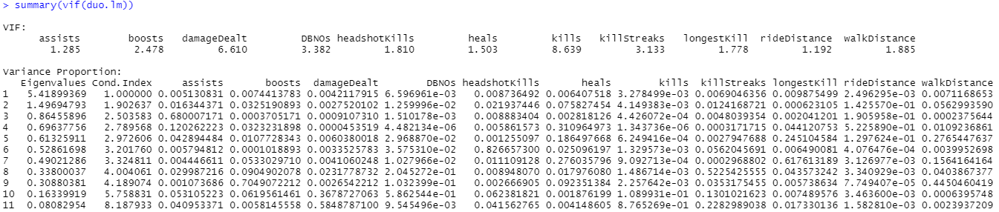 > summary(vif(duo.lm))
VIF:
assists boosts damageDealt DBNOs headshotKills heals kills killStreaks longestKill rideDistance walkDistance
1.285 2.478 6.610 3.382 1.810 1.503 8.639 3.133 1.778 1.192 1.885
Variance Proportion:
Eigenvalues Cond.Index assists boosts damageDealt DBNOs headshotKills heals kills killStreaks longestKill rideDistance walkDistance
1 5.41899369 1.000000 0.005130831 0.0074413783 0.0042117915 6.596961e-03 0.008736492 0.006407518 3.278499e-03 0.0069046356 0.009875499 2.496295e-03 0.0071168653
2 1.49694793 1.902637 0.016344371 0.0325190893 0.0027520102 1.259996e-02 0.021937446 0.075827454 4.149383e-03 0.0124168721 0.000623105 1.425570e-01 0.0562993590
3 0.86455896 2.503583 0.680007171 0.0003705171 0.0009107310 1.510178e-03 0.008883404 0.002818126 4.426072e-04 0.0048039354 0.002041201 1.905958e-01 0.0002375644
4 0.69637756 2.789568 0.120262223 0.0323231898 0.0000453519 4.482134e-06 0.005861573 0.310964973 1.343736e-06 0.0003171715 0.044120753 5.225890e-01 0.0109236861
5 0.61325911 2.972606 0.042894484 0.0107728343 0.0060380018 2.968870e-02 0.001255097 0.186497668 6.249416e-04 0.0027947688 0.245104584 1.297624e-01 0.2765447637
6 0.52861698 3.201760 0.005794812 0.0001018893 0.0033525783 3.575310e-02 0.826657300 0.025096197 1.329573e-03 0.0562045691 0.006490081 4.076476e-04 0.0039952698
7 0.49021286 3.324811 0.004446611 0.0533029710 0.0041060248 1.027966e-02 0.011109128 0.276035796 9.092713e-04 0.0002968802 0.617613189 3.126977e-03 0.1564164164
8 0.33800037 4.004061 0.029987216 0.0904902078 0.0231778732 2.045272e-01 0.008948070 0.017976080 1.486714e-03 0.5225425555 0.043573242 3.340929e-03 0.0403867377
9 0.30880381 4.189074 0.001073686 0.7049072212 0.0026542212 1.032399e-01 0.002666905 0.092351384 2.257642e-03 0.0353175455 0.005738634 7.749407e-05 0.4450460419
10 0.16339919 5.758831 0.053105223 0.0619561461 0.3678727063 5.862544e-01 0.062381821 0.001876199 1.089931e-01 0.1301021623 0.007489576 3.463600e-03 0.0006395748
11 0.08082954 8.187933 0.040953371 0.0058145558 0.5848787100 9.545496e-03 0.041562765 0.004148605 8.765269e-01 0.2282989038 0.017330136 1.582810e-03 0.0023937209